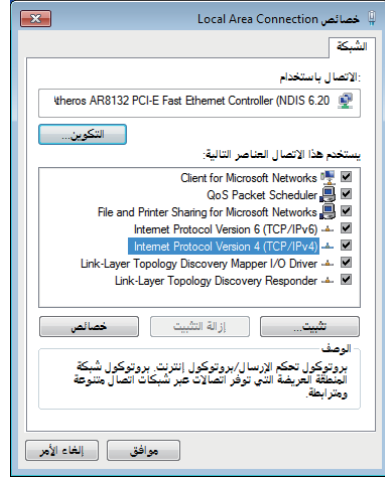 خصائص Local Area Connection
الشبكة
الاتصال باستخدام:
theros AR8132 PCI-E Fast Ethernet Controller (NDIS 6.20
التكوين...
يستخدم هذا الاتصال العناصر التالية:
Client for Microsoft Networks
QoS Packet Scheduler
File and Printer Sharing for Microsoft Networks
Internet Protocol Version 6 (TCP/IPv6)
Internet Protocol Version 4 (TCP/IPv4)
Link-Layer Topology Discovery Mapper I/O Driver
Link-Layer Topology Discovery Responder
تثبيت... إزالة التثبيت خصائص
الوصف
بروتوكول تحكم الإرسال/بروتوكول إنترنت. بروتوكول شبكة
المنطقة العريضة التي توفر اتصالات عبر شبكات اتصال متنوعة
ومترابطة.
موافق إلغاء الأمر